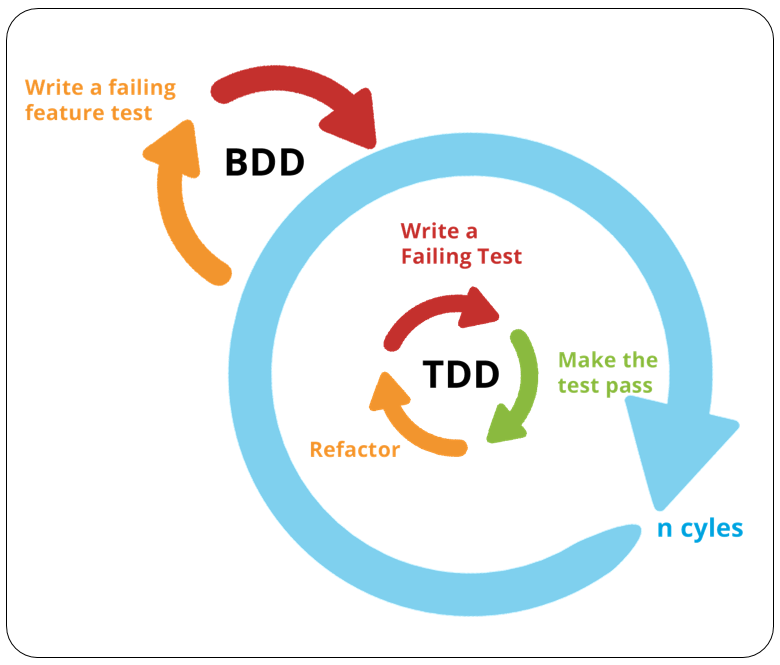 Write a failing
feature test
BDD
Write a
Failing Test
Make the
test pass
TDD
Refactor
n cyles